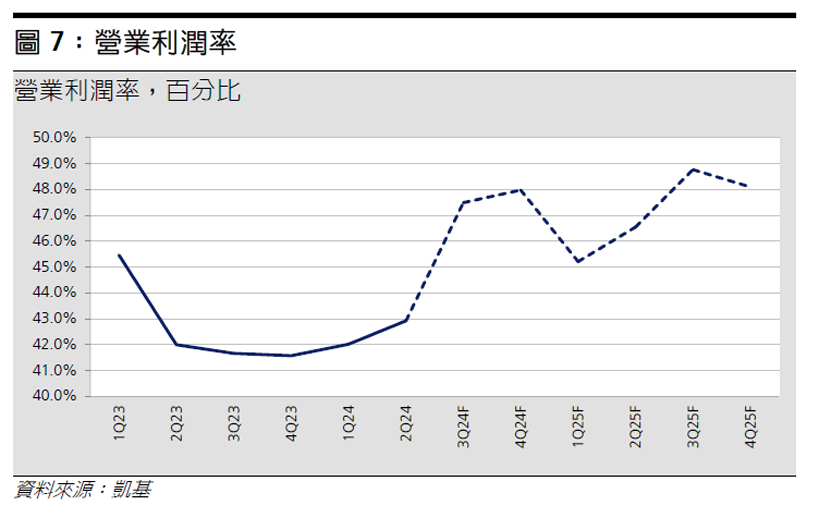 圖 7：營業利潤率
營業利潤率，百分比
50.0%
49.0%
48.0%
47.0%
46.0%
45.0%
44.0%
43.0%
42.0%
41.0%
40.0%
1Q23
2Q23
3Q23
4Q23
1Q24
2Q24
3Q24F
4Q24F
1Q25F
2Q25F
3Q25F
4Q25F
資料來源：凱基